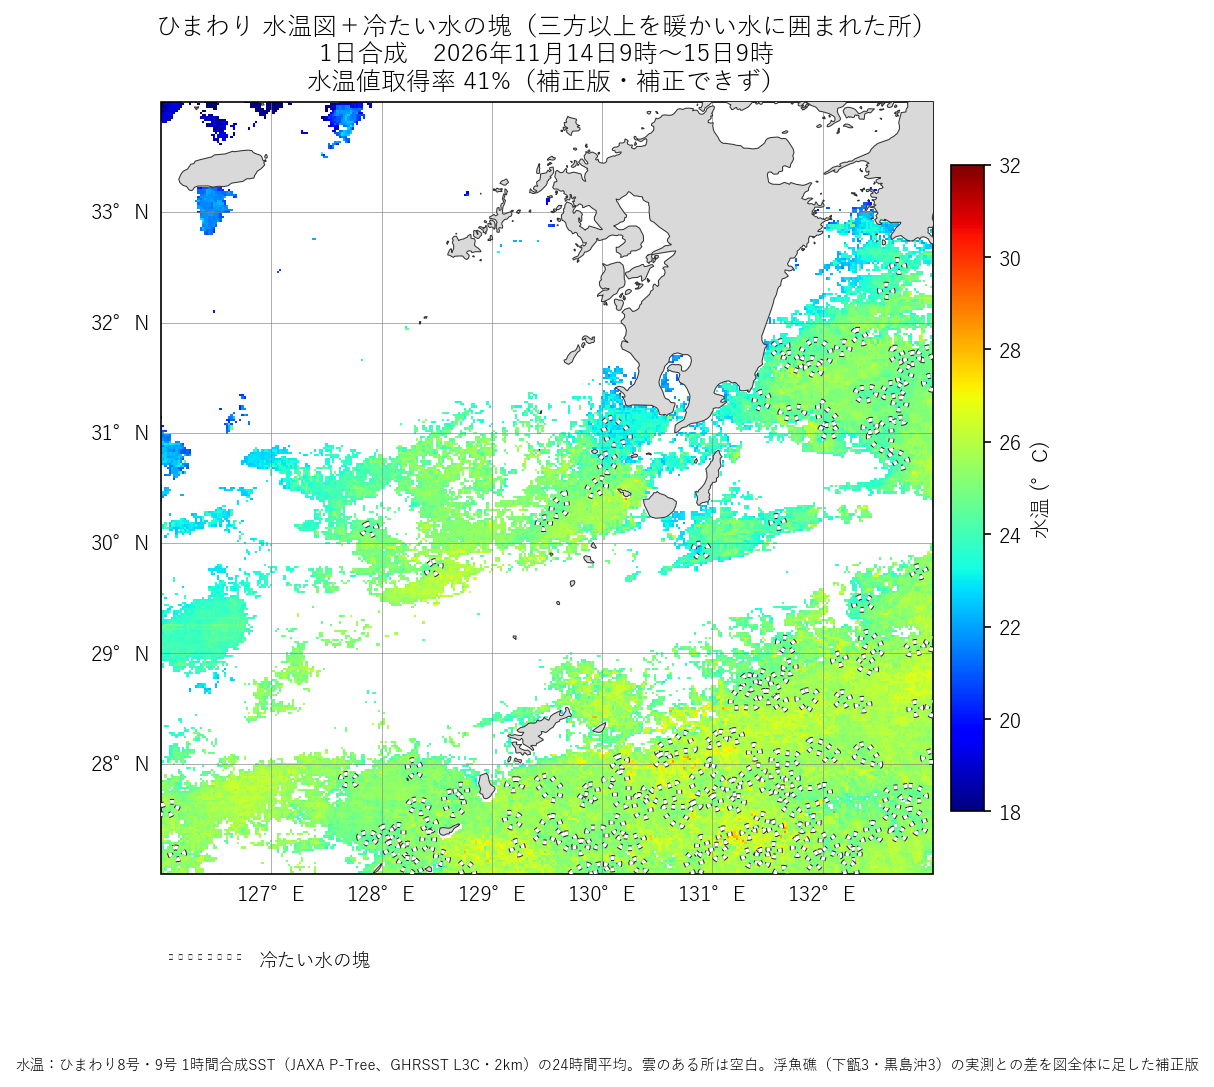 ひまわり 水温図＋冷たい水の塊（三方以上を暖かい水に囲まれた所）
1日合成　2026年11月14日9時～15日9時
水温値取得率 41%（補正版・補正できず）
33° N
32° N
31° N
30° N
29° N
28° N
127° E
128° E
129° E
130° E
131° E
132° E
32
30
28
26
24
22
20
18
水温 (° C)
冷たい水の塊
水温：ひまわり8号・9号 1時間合成SST（JAXA P-Tree、GHRSST L3C・2km）の24時間平均。雲のある所は空白。浮魚礁（下甑3・黒島沖3）の実測との差を図全体に足した補正版